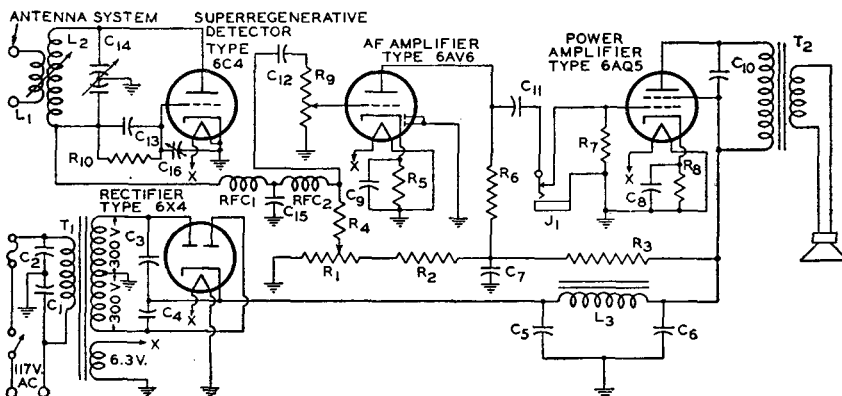 ANTENNA SYSTEM
SUPERREGENERATIVE
DETECTOR
TYPE
6C4
AF AMPLIFIER
TYPE 6AV6
POWER
AMPLIFIER
TYPE 6AQ5
L2
C14
L1
C13
R10
C16
X
C12
R9
X
C9
R5
C11
R6
R7
J1
X
C8
R8
C10
T2
RFC1
C15
RFC2
R4
R1
R2
C7
R3
L3
C5
C6
RECTIFIER
TYPE 6X4
T1
300 V
300 V
C3
C4
X
C2
C1
X
6.3V.
117V.
AC